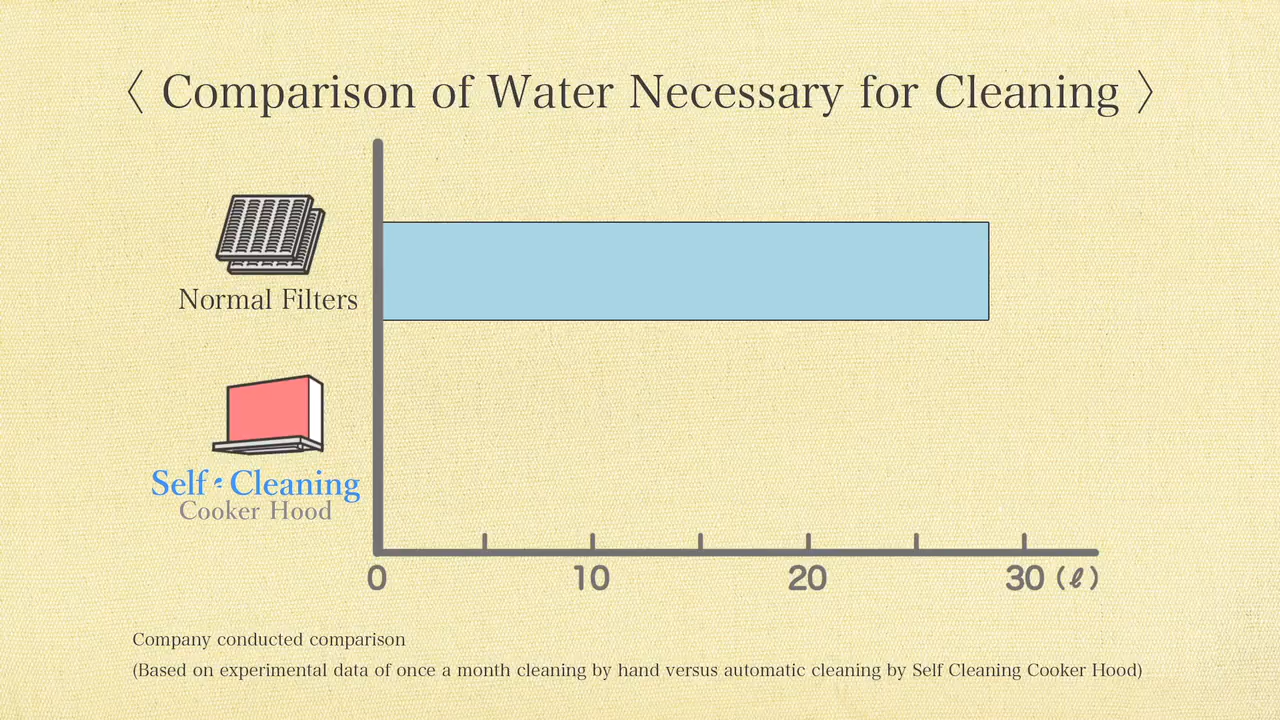 〈 Comparison of Water Necessary for Cleaning 〉
Normal Filters
Self・Cleaning
Cooker Hood
0 10 20 30 (ℓ)
Company conducted comparison
(Based on experimental data of once a month cleaning by hand versus automatic cleaning by Self Cleaning Cooker Hood)